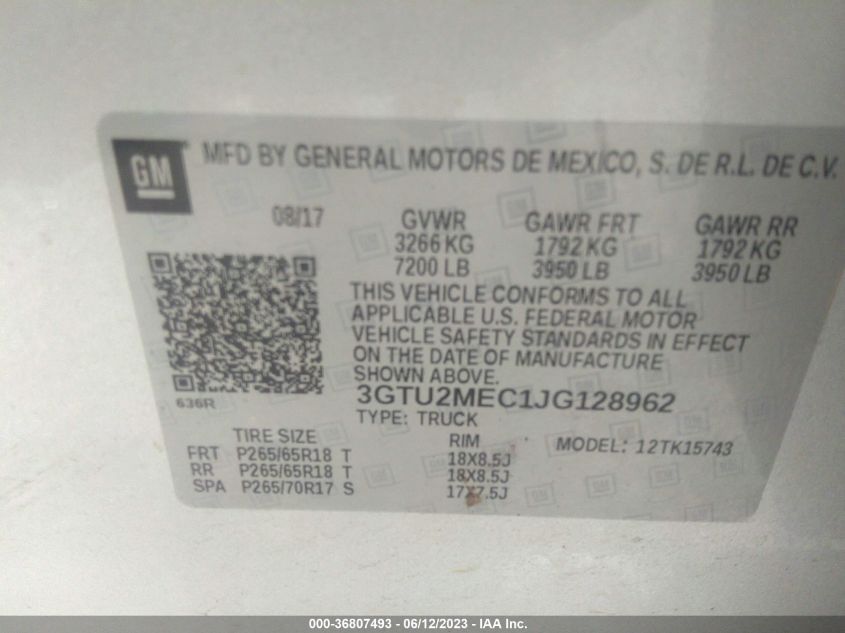 GM MFD BY GENERAL MOTORS DE MEXICO, S. DE R.L. DE C.V.
08/17 GVWR GAWR FRT GAWR RR
3266 KG 1792 KG 1792 KG
7200 LB 3950 LB 3950 LB
THIS VEHICLE CONFORMS TO ALL
APPLICABLE U.S. FEDERAL MOTOR
VEHICLE SAFETY STANDARDS IN EFFECT
ON THE DATE OF MANUFACTURE
SHOWN ABOVE.
636R 3GTU2MEC1JG128962
TYPE: TRUCK
TIRE SIZE RIM MODEL: 12TK15743
FRT P265/65R18 T 18X8.5J
RR P265/65R18 T 18X8.5J
SPA P265/70R17 S 17X7.5J
000-36807493 - 06/12/2023 - IAA Inc.